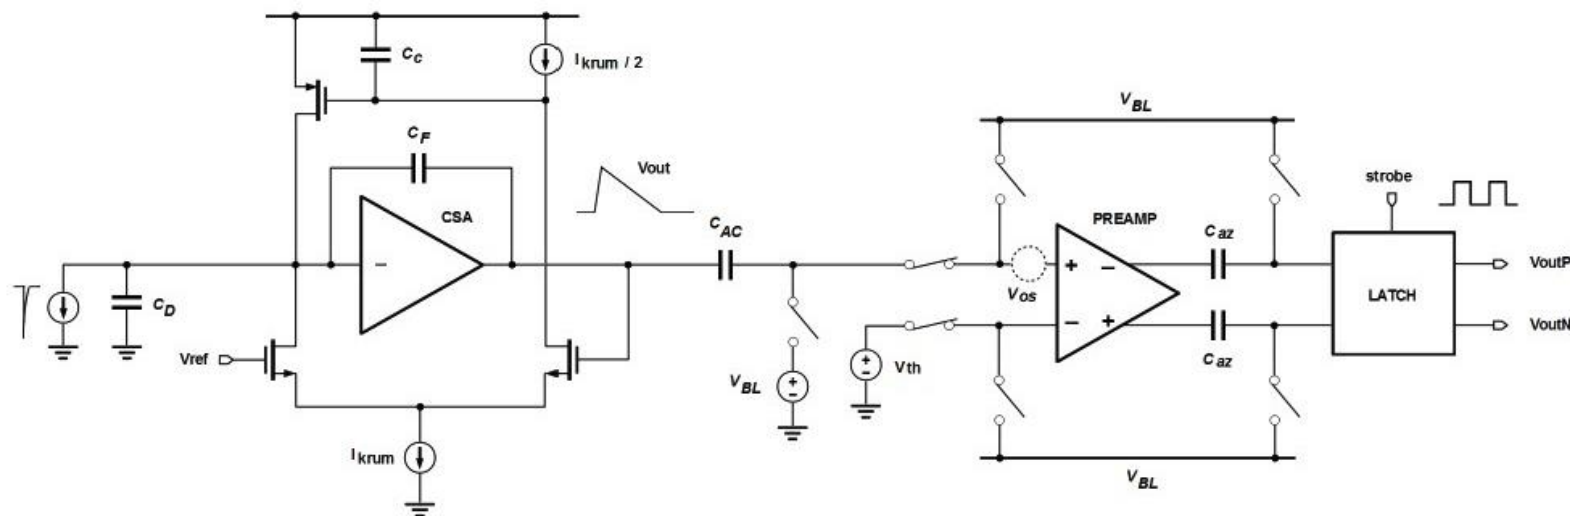 C_C
I_krum / 2
V_BL
C_F
Vout
strobe
CSA
C_AC
PREAMP
C_az
+
−
−
V_os
VoutP
C_D
LATCH
−
+
VoutN
Vref
C_az
V_BL
+
−
+
−
Vth
I_krum
V_BL